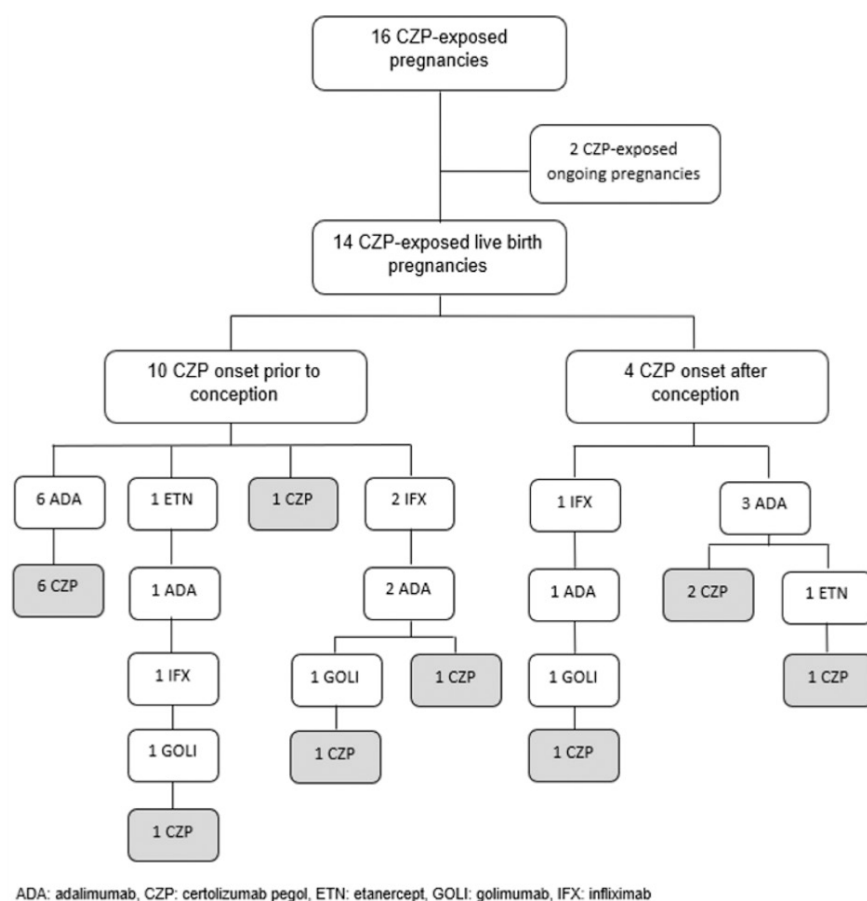 16 CZP-exposed
pregnancies
2 CZP-exposed
ongoing pregnancies
14 CZP-exposed live birth
pregnancies
10 CZP onset prior to
conception
4 CZP onset after
conception
6 ADA
1 ETN
1 CZP
2 IFX
1 IFX
3 ADA
6 CZP
1 ADA
2 ADA
1 ADA
2 CZP
1 ETN
1 IFX
1 GOLI
1 CZP
1 GOLI
1 CZP
1 GOLI
1 CZP
1 CZP
1 CZP
ADA: adalimumab, CZP: certolizumab pegol, ETN: etanercept, GOLI: golimumab, IFX: infliximab